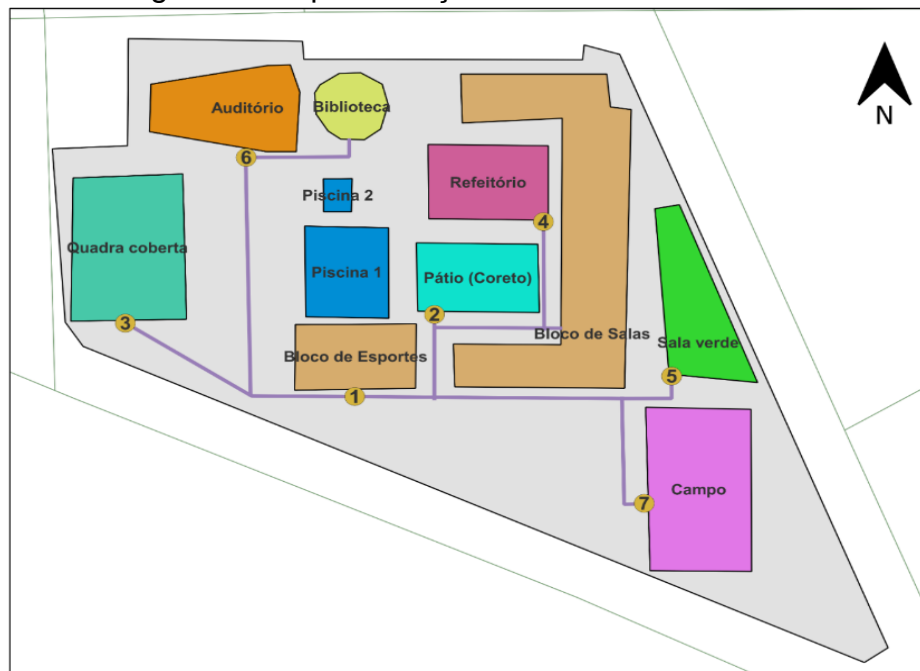 Auditório
Biblioteca
6
Piscina 2
Refeitório
4
N
Quadra coberta
Piscina 1
Pátio (Coreto)
3
2
Bloco de Esportes
Bloco de Salas
Sala verde
1
5
Campo
7